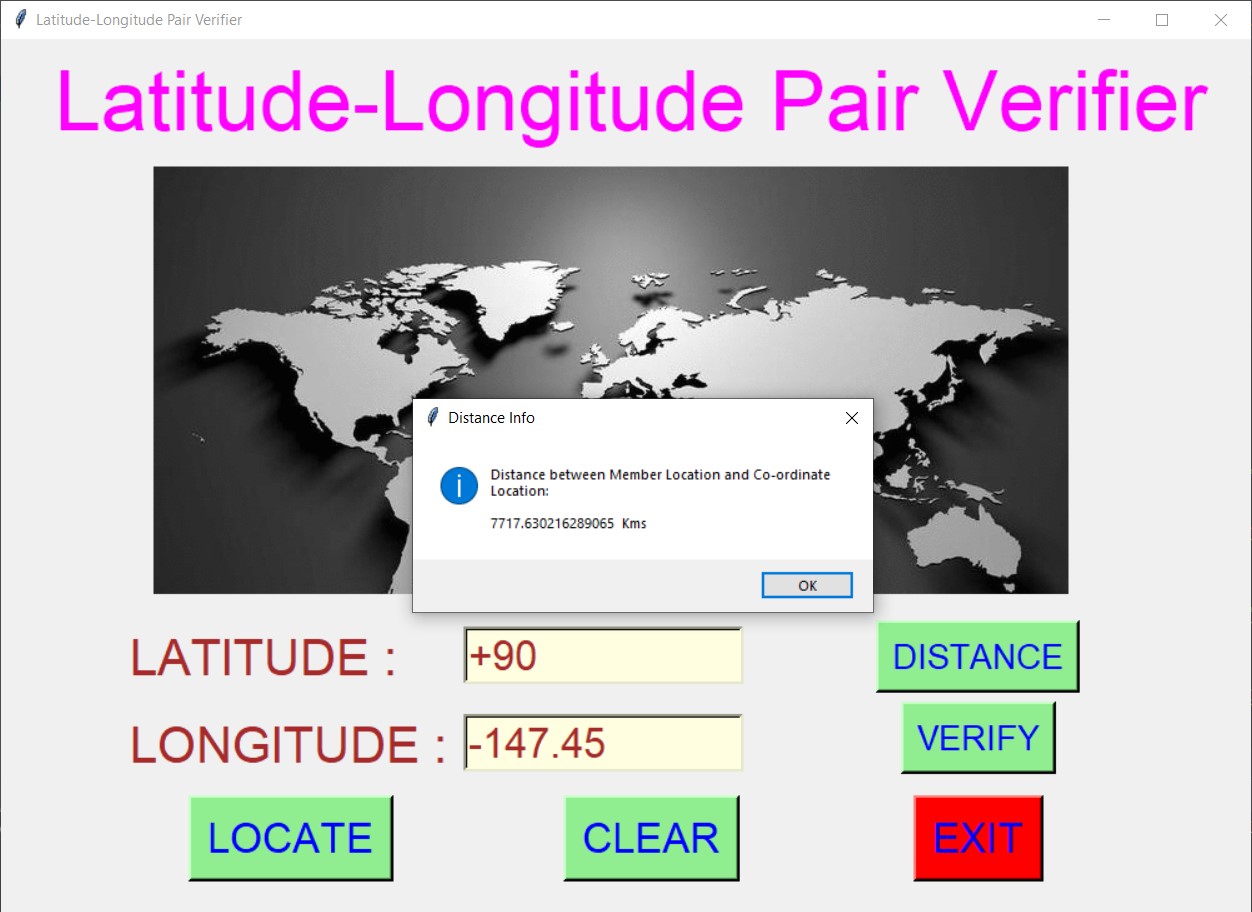 Latitude-Longitude Pair Verifier
Latitude-Longitude Pair Verifier
Distance Info
Distance between Member Location and Co-ordinate
Location:
7717.630216289065 Kms
OK
LATITUDE :
+90
DISTANCE
LONGITUDE :
-147.45
VERIFY
LOCATE
CLEAR
EXIT